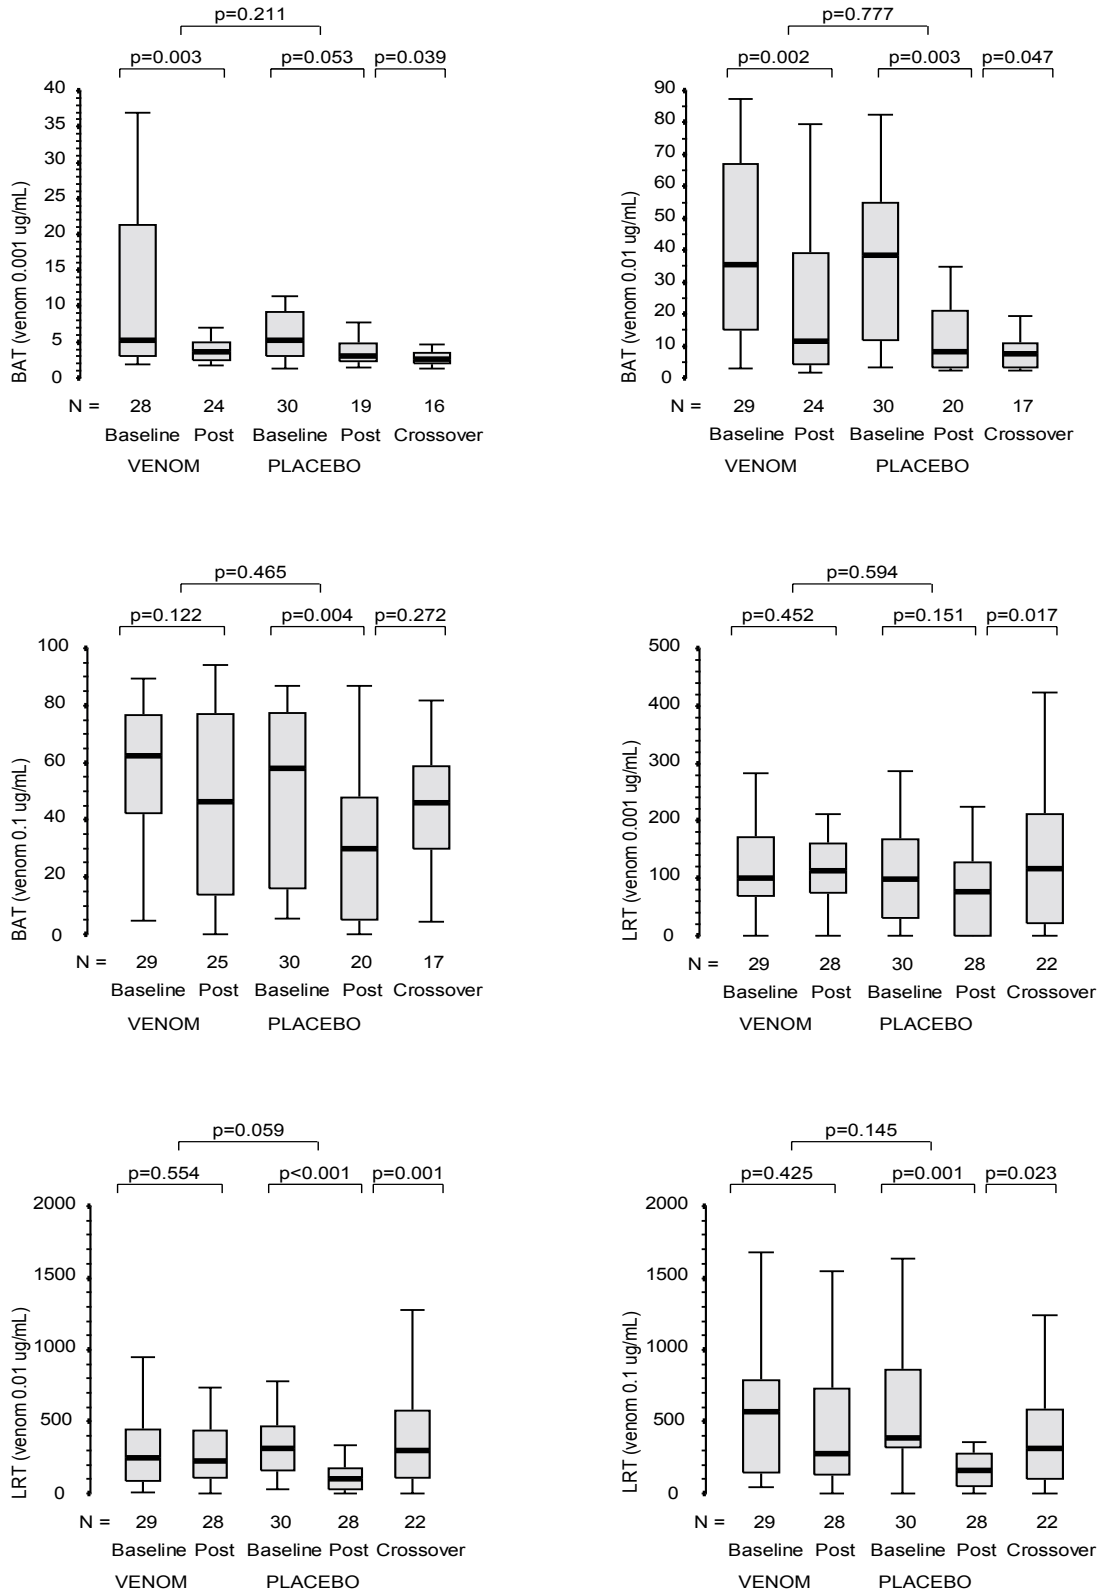 p=0.211
p=0.003 p=0.053 p=0.039
BAT (venom 0.001 ug/mL)
40
35
30
25
20
15
10
5
0
N = 28 24 30 19 16
Baseline Post Baseline Post Crossover
VENOM PLACEBO
p=0.777
p=0.002 p=0.003 p=0.047
BAT (venom 0.01 ug/mL)
90
80
70
60
50
40
30
20
10
0
N = 29 24 30 20 17
Baseline Post Baseline Post Crossover
VENOM PLACEBO
p=0.465
p=0.122 p=0.004 p=0.272
BAT (venom 0.1 ug/mL)
100
80
60
40
20
0
N = 29 25 30 20 17
Baseline Post Baseline Post Crossover
VENOM PLACEBO
p=0.594
p=0.452 p=0.151 p=0.017
LRT (venom 0.001 ug/mL)
500
400
300
200
100
0
N = 29 28 30 28 22
Baseline Post Baseline Post Crossover
VENOM PLACEBO
p=0.059
p=0.554 p<0.001 p=0.001
LRT (venom 0.01 ug/mL)
2000
1500
1000
500
0
N = 29 28 30 28 22
Baseline Post Baseline Post Crossover
VENOM PLACEBO
p=0.145
p=0.425 p=0.001 p=0.023
LRT (venom 0.1 ug/mL)
2000
1500
1000
500
0
N = 29 28 30 28 22
Baseline Post Baseline Post Crossover
VENOM PLACEBO